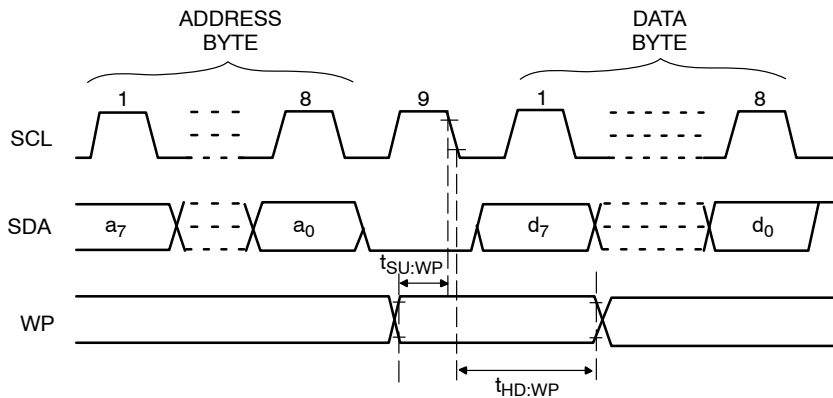 ADDRESS
BYTE
DATA
BYTE
1 8 9 1 8
SCL
SDA a7 a0 d7 d0
tSU:WP
WP
tHD:WP